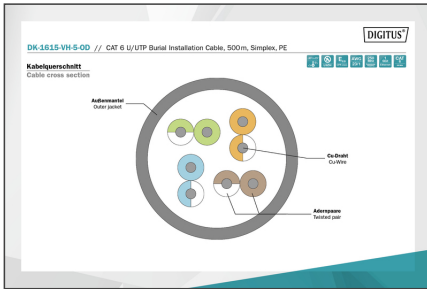 DIGITUS®
DK-1615-VH-5-OD // CAT 6 U/UTP Burial Installation Cable, 500m, Simplex, PE
Kabelquerschnitt
Cable cross section
Außenmantel
Outer jacket
Cu-Draht
Cu-Wire
Adernpaare
Twisted pair